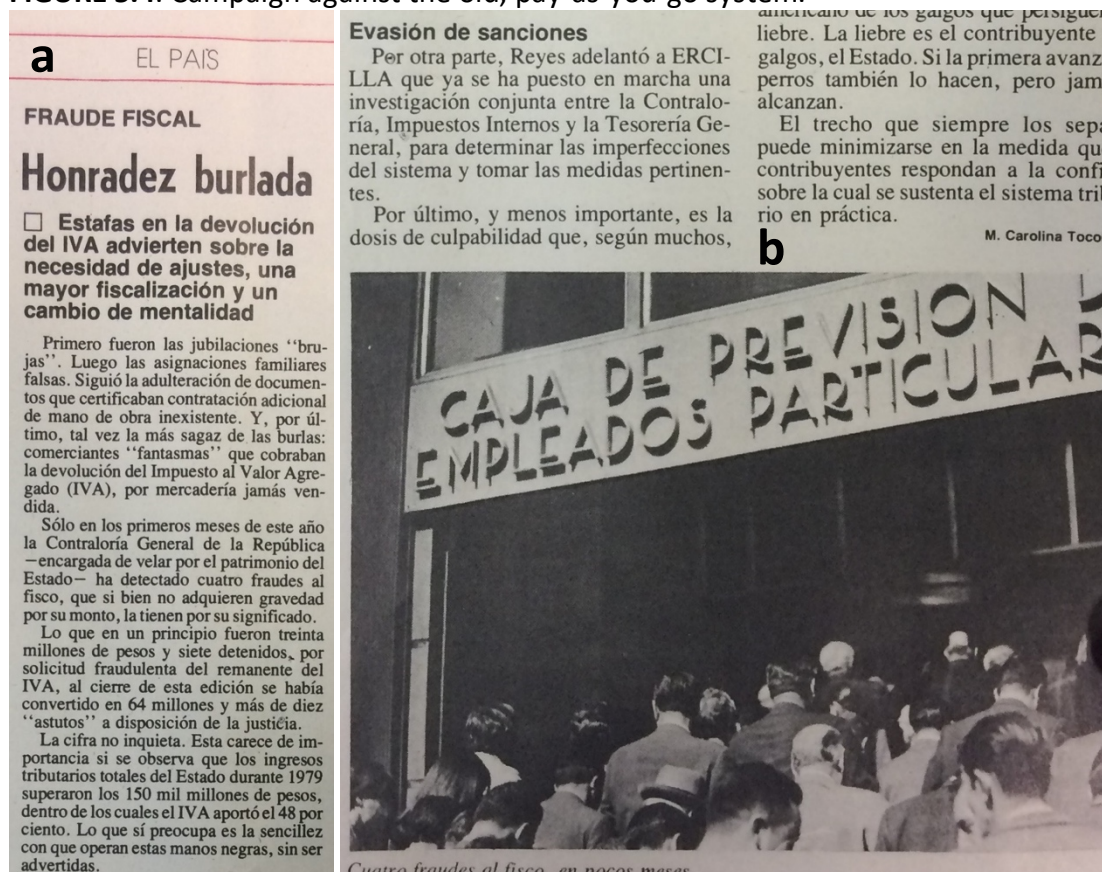 FIGURE 3.4. Campaign against the old, pay-as-you-go system.
a
EL PAIS
FRAUDE FISCAL
Honradez burlada
□ Estafas en la devolución
del IVA advierten sobre la
necesidad de ajustes, una
mayor fiscalización y un
cambio de mentalidad
Primero fueron las jubilaciones "bru-
jas". Luego las asignaciones familiares
falsas. Siguió la adulteración de documen-
tos que certificaban contratación adicional
de mano de obra inexistente. Y, por úl-
timo, tal vez la más sagaz de las burlas:
comerciantes "fantasmas" que cobraban
la devolución del Impuesto al Valor Agre-
gado (IVA), por mercadería jamás ven-
dida.
Sólo en los primeros meses de este año
la Contraloría General de la República
—encargada de velar por el patrimonio del
Estado— ha detectado cuatro fraudes al
fisco, que si bien no adquieren gravedad
por su monto, la tienen por su significado.
Lo que en un principio fueron treinta
millones de pesos y siete detenidos, por
solicitud fraudulenta del remanente del
IVA, al cierre de esta edición se había
convertido en 64 millones y más de diez
"astutos" a disposición de la justicia.
La cifra no inquieta. Esta carece de im-
portancia si se observa que los ingresos
tributarios totales del Estado durante 1979
superaron los 150 mil millones de pesos,
dentro de los cuales el IVA aportó el 48 por
ciento. Lo que sí preocupa es la sencillez
con que operan estas manos negras, sin ser
advertidas.
Evasión de sanciones
Por otra parte, Reyes adelantó a ERCI-
LLA que ya se ha puesto en marcha una
investigación conjunta entre la Contralo-
ría, Impuestos Internos y la Tesorería Ge-
neral, para determinar las imperfecciones
del sistema y tomar las medidas pertinen-
tes.
Por último, y menos importante, es la
dosis de culpabilidad que, según muchos,
americano de los galgos que persiguen
liebre. La liebre es el contribuyente
galgos, el Estado. Si la primera avanz
perros también lo hacen, pero jam
alcanzan.
El trecho que siempre los sepa
puede minimizarse en la medida qu
contribuyentes respondan a la confi
sobre la cual se sustenta el sistema tri
rio en práctica.
M. Carolina Toco
b
CAJA DE PREVISION D
EMPLEADOS PARTICULAR
Cuatro fraudes al fisco, en pocos meses